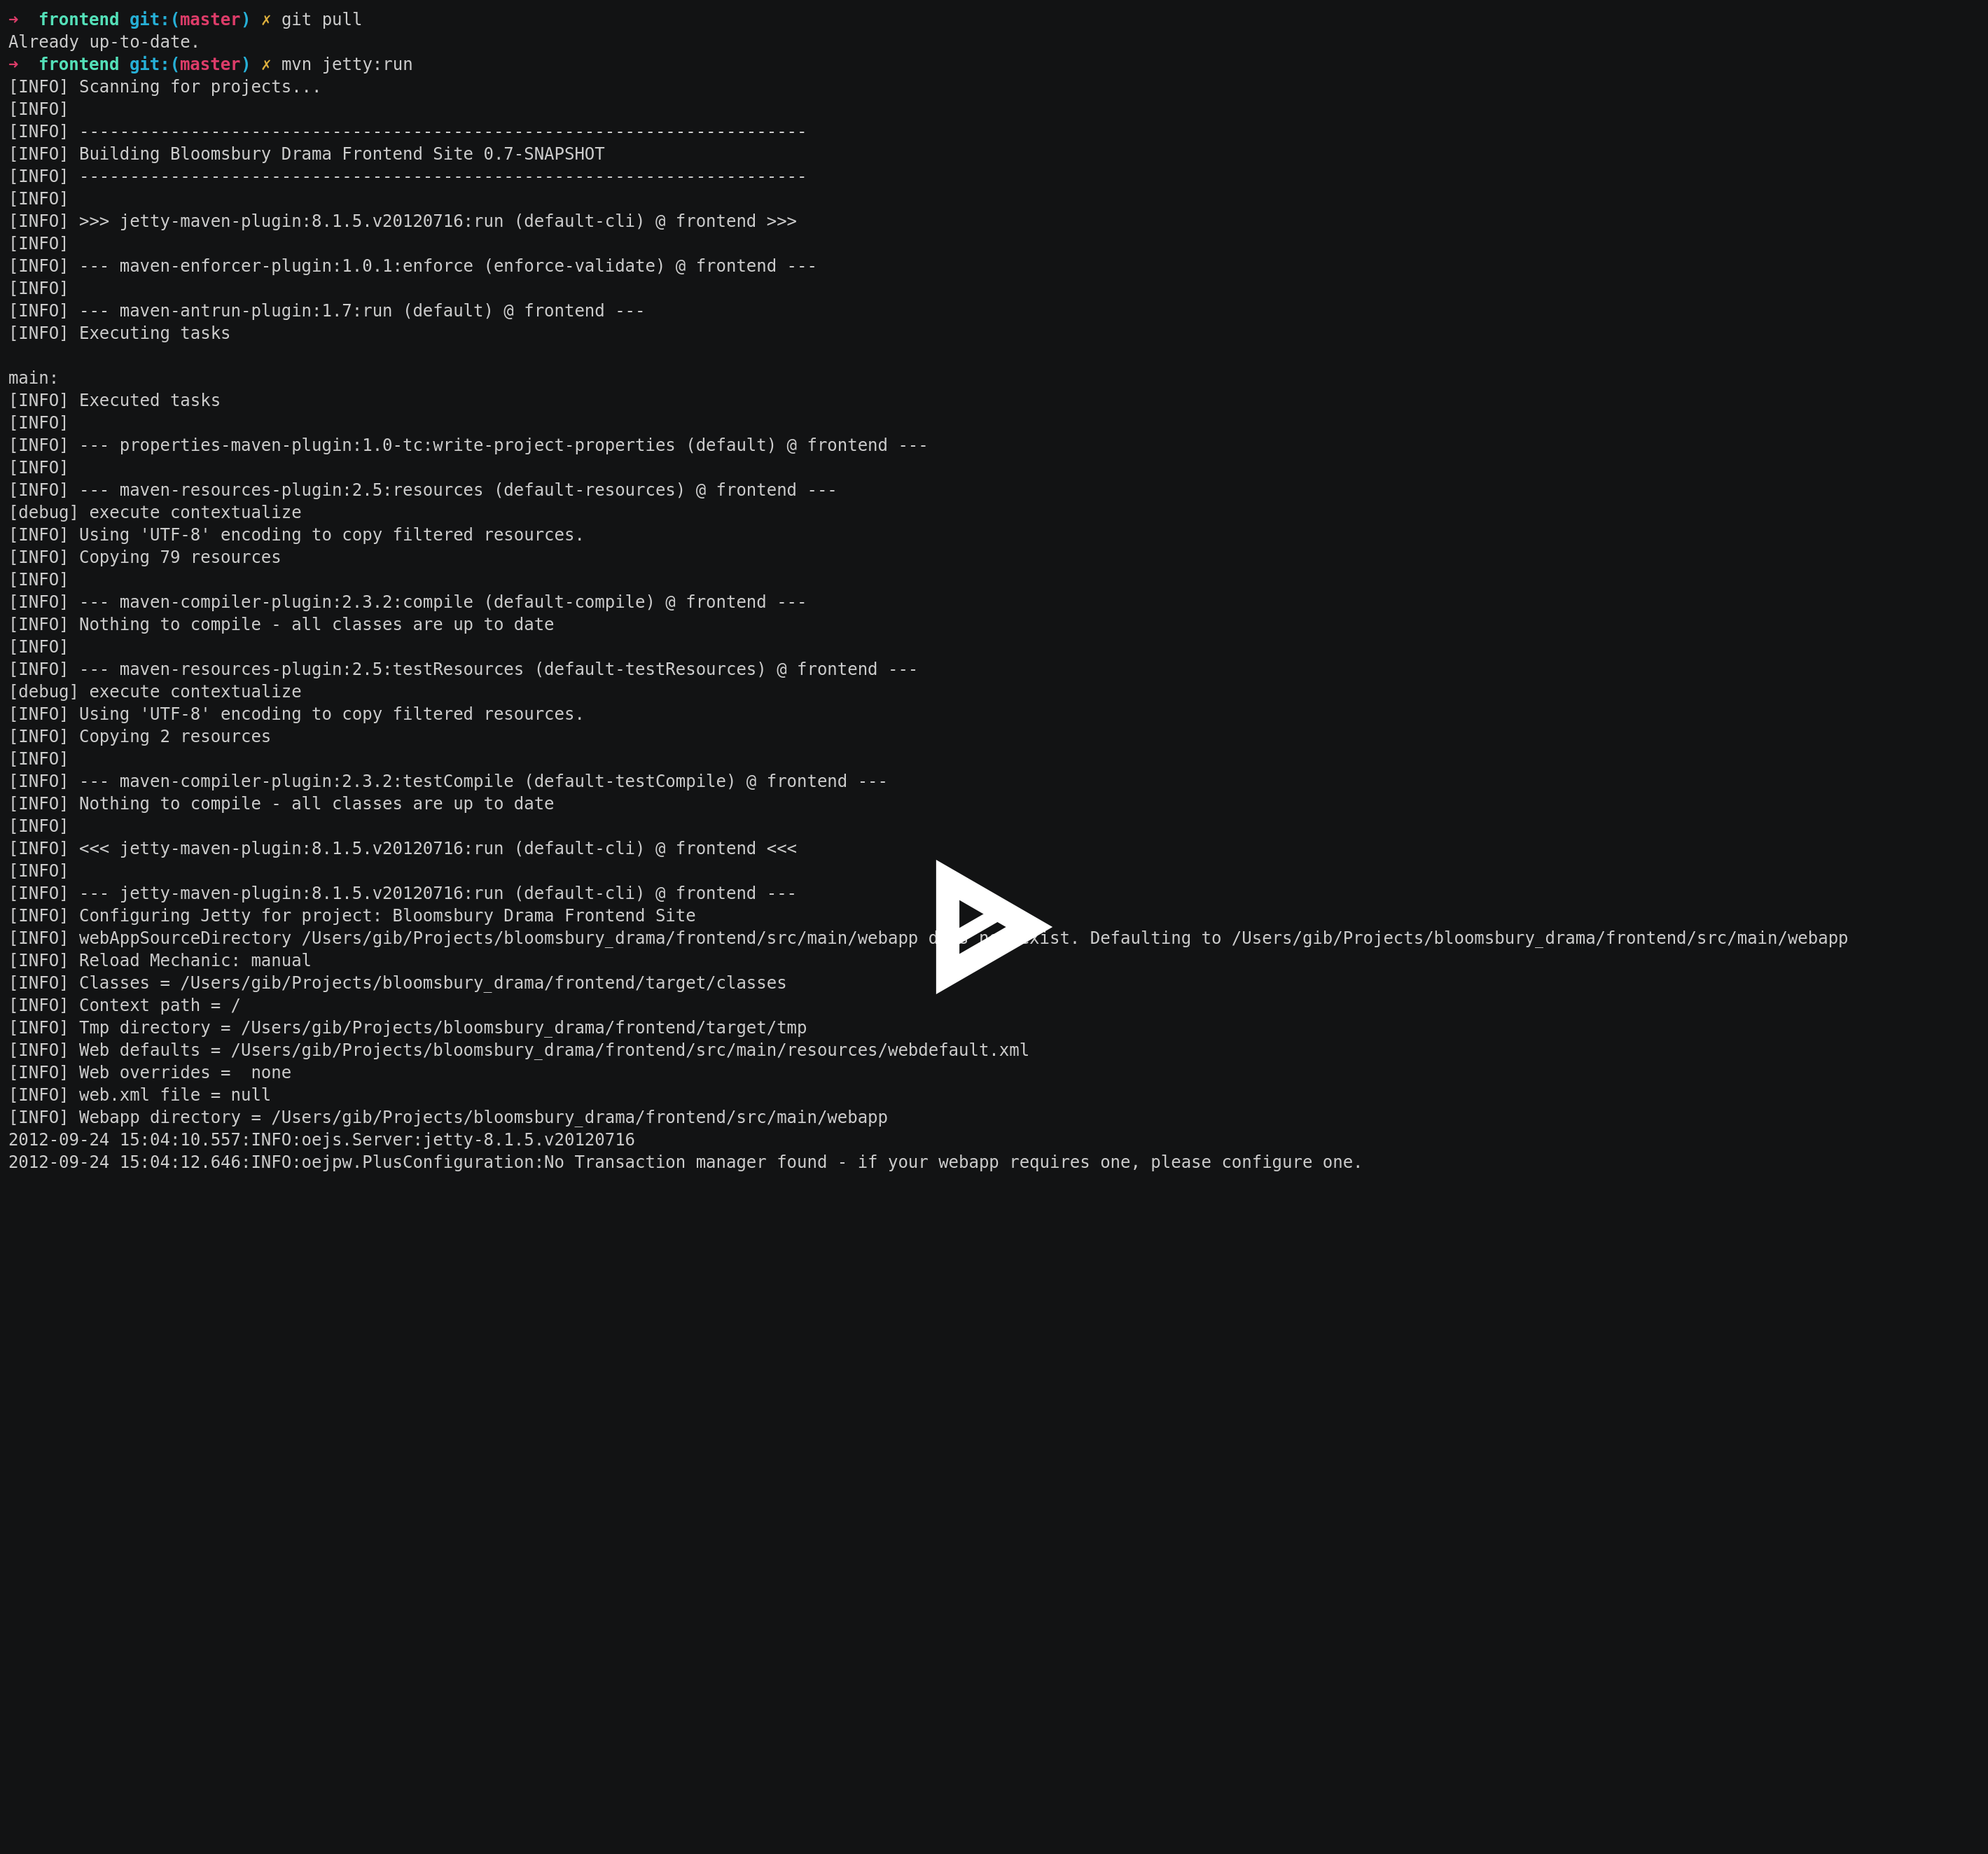 ➜  frontend git:(master) ✗ git pull
Already up-to-date.
➜  frontend git:(master) ✗ mvn jetty:run
[INFO] Scanning for projects...
[INFO]
[INFO] ------------------------------------------------------------------------
[INFO] Building Bloomsbury Drama Frontend Site 0.7-SNAPSHOT
[INFO] ------------------------------------------------------------------------
[INFO]
[INFO] >>> jetty-maven-plugin:8.1.5.v20120716:run (default-cli) @ frontend >>>
[INFO]
[INFO] --- maven-enforcer-plugin:1.0.1:enforce (enforce-validate) @ frontend ---
[INFO]
[INFO] --- maven-antrun-plugin:1.7:run (default) @ frontend ---
[INFO] Executing tasks

main:
[INFO] Executed tasks
[INFO]
[INFO] --- properties-maven-plugin:1.0-tc:write-project-properties (default) @ frontend ---
[INFO]
[INFO] --- maven-resources-plugin:2.5:resources (default-resources) @ frontend ---
[debug] execute contextualize
[INFO] Using 'UTF-8' encoding to copy filtered resources.
[INFO] Copying 79 resources
[INFO]
[INFO] --- maven-compiler-plugin:2.3.2:compile (default-compile) @ frontend ---
[INFO] Nothing to compile - all classes are up to date
[INFO]
[INFO] --- maven-resources-plugin:2.5:testResources (default-testResources) @ frontend ---
[debug] execute contextualize
[INFO] Using 'UTF-8' encoding to copy filtered resources.
[INFO] Copying 2 resources
[INFO]
[INFO] --- maven-compiler-plugin:2.3.2:testCompile (default-testCompile) @ frontend ---
[INFO] Nothing to compile - all classes are up to date
[INFO]
[INFO] <<< jetty-maven-plugin:8.1.5.v20120716:run (default-cli) @ frontend <<<
[INFO]
[INFO] --- jetty-maven-plugin:8.1.5.v20120716:run (default-cli) @ frontend ---
[INFO] Configuring Jetty for project: Bloomsbury Drama Frontend Site
[INFO] webAppSourceDirectory /Users/gib/Projects/bloomsbury_drama/frontend/src/main/webapp Defaulting to /Users/gib/Projects/bloomsbury_drama/frontend/src/main/webapp
[INFO] Reload Mechanic: manual
[INFO] Classes = /Users/gib/Projects/bloomsbury_drama/frontend/target/classes
[INFO] Context path = /
[INFO] Tmp directory = /Users/gib/Projects/bloomsbury_drama/frontend/target/tmp
[INFO] Web defaults = /Users/gib/Projects/bloomsbury_drama/frontend/src/main/resources/webdefault.xml
[INFO] Web overrides =  none
[INFO] web.xml file = null
[INFO] Webapp directory = /Users/gib/Projects/bloomsbury_drama/frontend/src/main/webapp
2012-09-24 15:04:10.557:INFO:oejs.Server:jetty-8.1.5.v20120716
2012-09-24 15:04:12.646:INFO:oejpw.PlusConfiguration:No Transaction manager found - if your webapp requires one, please configure one.